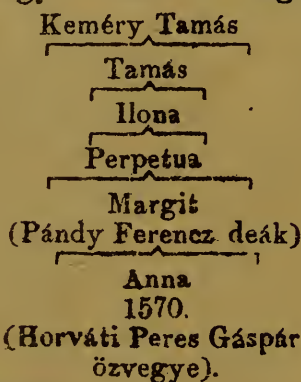 Keméry Tamás
Tamás
Ilona
Perpetua
Margit
(Pándy Ferencz deák)
Anna
1570.
(Horváti Peres Gáspár
özvegye).